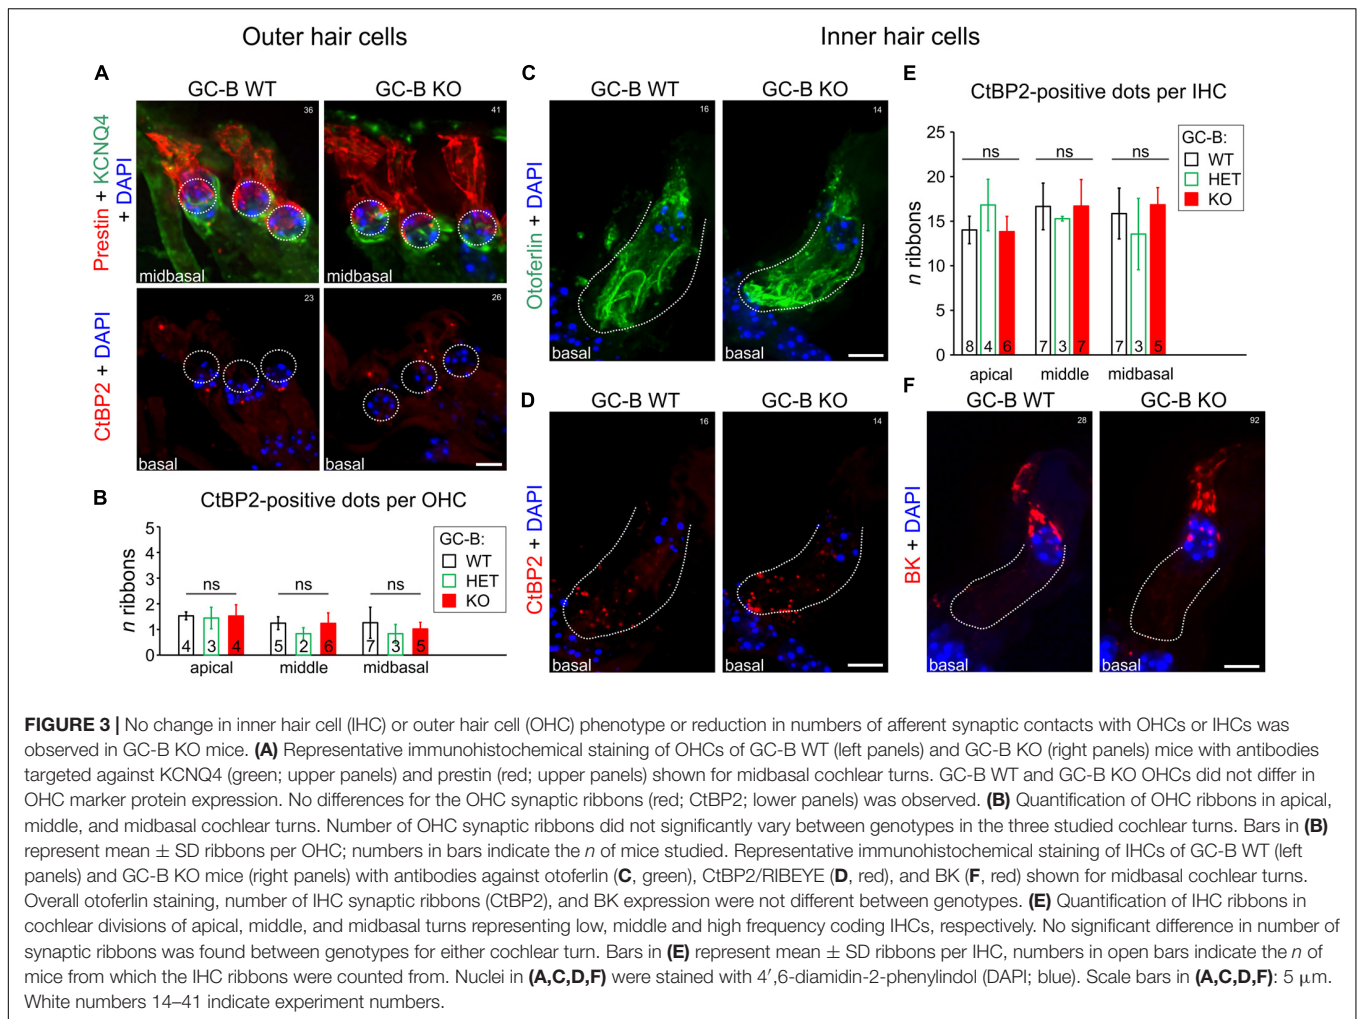 Outer hair cells
Inner hair cells
A
GC-B WT
GC-B KO
Prestin + KCNQ4
+ DAPI
36
midbasal
41
midbasal
CtBP2 + DAPI
23
basal
26
basal
B
CtBP2-positive dots per OHC
n ribbons
5
4
3
2
1
0
ns
ns
ns
GC-B:
WT
HET
KO
4
3
4
5
2
6
7
3
5
apical
middle
midbasal
C
GC-B WT
GC-B KO
Otoferlin + DAPI
16
basal
14
basal
D
GC-B WT
GC-B KO
CtBP2 + DAPI
16
basal
14
basal
E
CtBP2-positive dots per IHC
n ribbons
25
20
15
10
5
0
ns
ns
ns
GC-B:
WT
HET
KO
8
4
6
7
3
7
7
3
5
apical
middle
midbasal
F
GC-B WT
GC-B KO
BK + DAPI
28
basal
92
basal
FIGURE 3 | No change in inner hair cell (IHC) or outer hair cell (OHC) phenotype or reduction in numbers of afferent synaptic contacts with OHCs or IHCs was
observed in GC-B KO mice. (A) Representative immunohistochemical staining of OHCs of GC-B WT (left panels) and GC-B KO (right panels) mice with antibodies
targeted against KCNQ4 (green; upper panels) and prestin (red; upper panels) shown for midbasal cochlear turns. GC-B WT and GC-B KO OHCs did not differ in
OHC marker protein expression. No differences for the OHC synaptic ribbons (red; CtBP2; lower panels) was observed. (B) Quantification of OHC ribbons in apical,
middle, and midbasal cochlear turns. Number of OHC synaptic ribbons did not significantly vary between genotypes in the three studied cochlear turns. Bars in (B)
represent mean ± SD ribbons per OHC; numbers in bars indicate the n of mice studied. Representative immunohistochemical staining of IHCs of GC-B WT (left
panels) and GC-B KO mice (right panels) with antibodies against otoferlin (C, green), CtBP2/RIBEYE (D, red), and BK (F, red) shown for midbasal cochlear turns.
Overall otoferlin staining, number of IHC synaptic ribbons (CtBP2), and BK expression were not different between genotypes. (E) Quantification of IHC ribbons in
cochlear divisions of apical, middle, and midbasal turns representing low, middle and high frequency coding IHCs, respectively. No significant difference in number of
synaptic ribbons was found between genotypes for either cochlear turn. Bars in (E) represent mean ± SD ribbons per IHC, numbers in open bars indicate the n of
mice from which the IHC ribbons were counted from. Nuclei in (A,C,D,F) were stained with 4′,6-diamidin-2-phenylindol (DAPI; blue). Scale bars in (A,C,D,F): 5 μm.
White numbers 14–41 indicate experiment numbers.